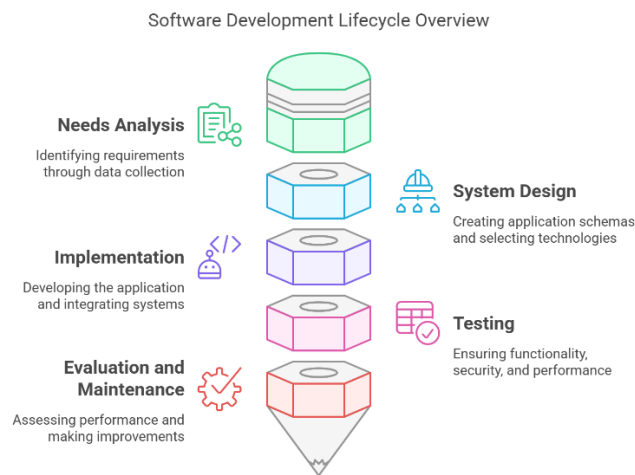 Software Development Lifecycle Overview
Needs Analysis
Identifying requirements
through data collection
System Design
Creating application schemas
and selecting technologies
Implementation
Developing the application
and integrating systems
Testing
Ensuring functionality,
security, and performance
Evaluation and
Maintenance
Assessing performance and
making improvements